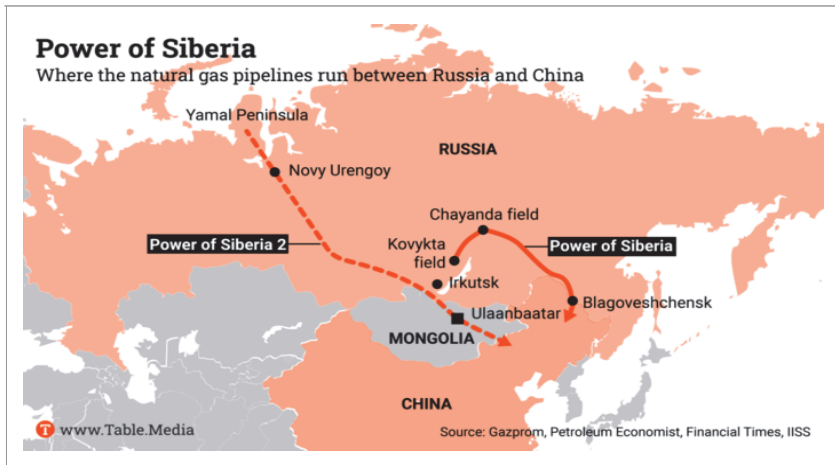 Power of Siberia
Where the natural gas pipelines run between Russia and China
Yamal Peninsula
RUSSIA
Novy Urengoy
Chayanda field
Power of Siberia 2
Kovykta
field
Power of Siberia
Irkutsk
Blagoveshchensk
Ulaanbaatar
MONGOLIA
CHINA
T www.Table.Media
Source: Gazprom, Petroleum Economist, Financial Times, IISS